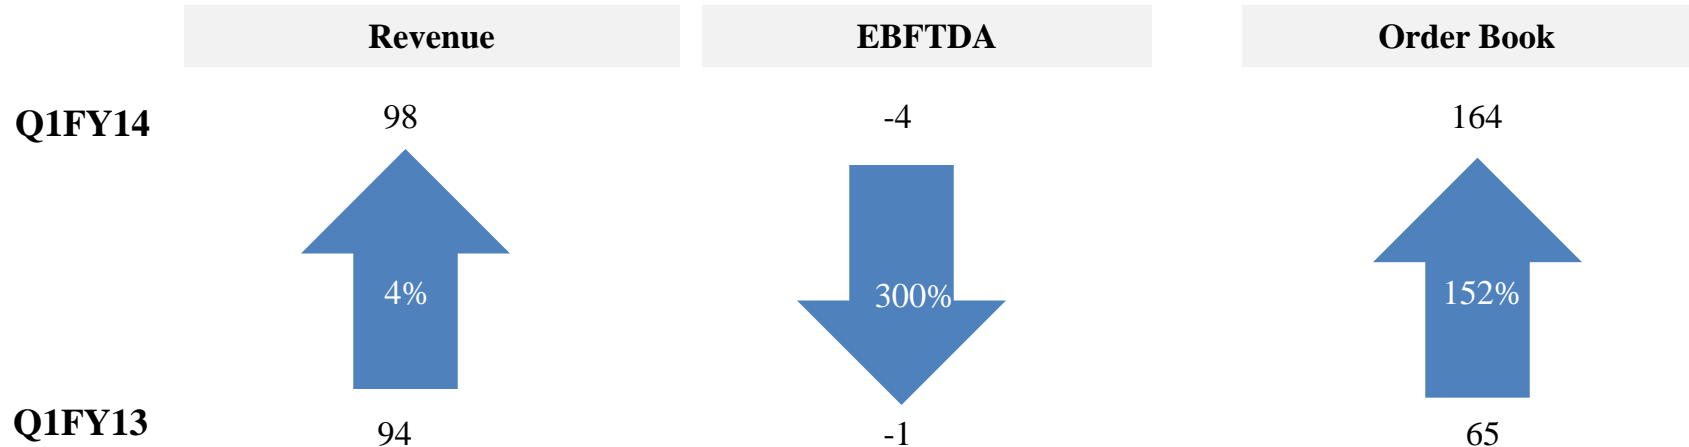 Revenue EBFTDA Order Book
Q1FY14 98 -4 164
4% 300% 152%
Q1FY13 94 -1 65